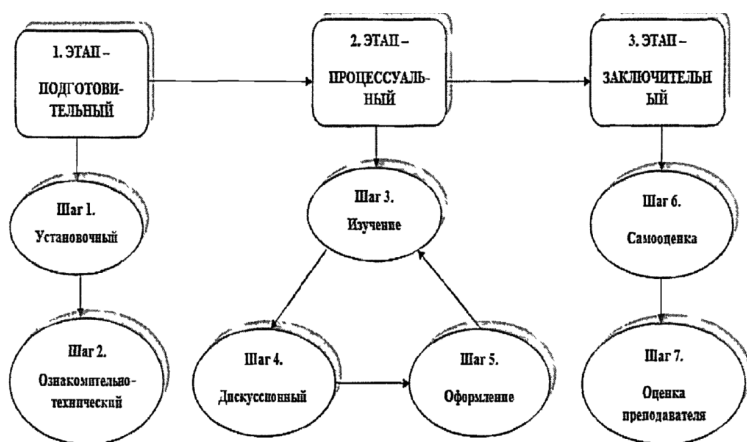 1. ЭТАП –
ПОДГОТОВИ-
ТЕЛЬНЫЙ
2. ЭТАП –
ПРОЦЕССУАЛЬ-
НЫЙ
3. ЭТАП –
ЗАКЛЮЧИТЕЛЬН
ЫЙ
Шаг 1.
Установочный
Шаг 3.
Изучение
Шаг 6.
Самооценка
Шаг 2.
Ознакомительно-
технический
Шаг 4.
Дискуссионный
Шаг 5.
Оформление
Шаг 7.
Оценка
преподавателя